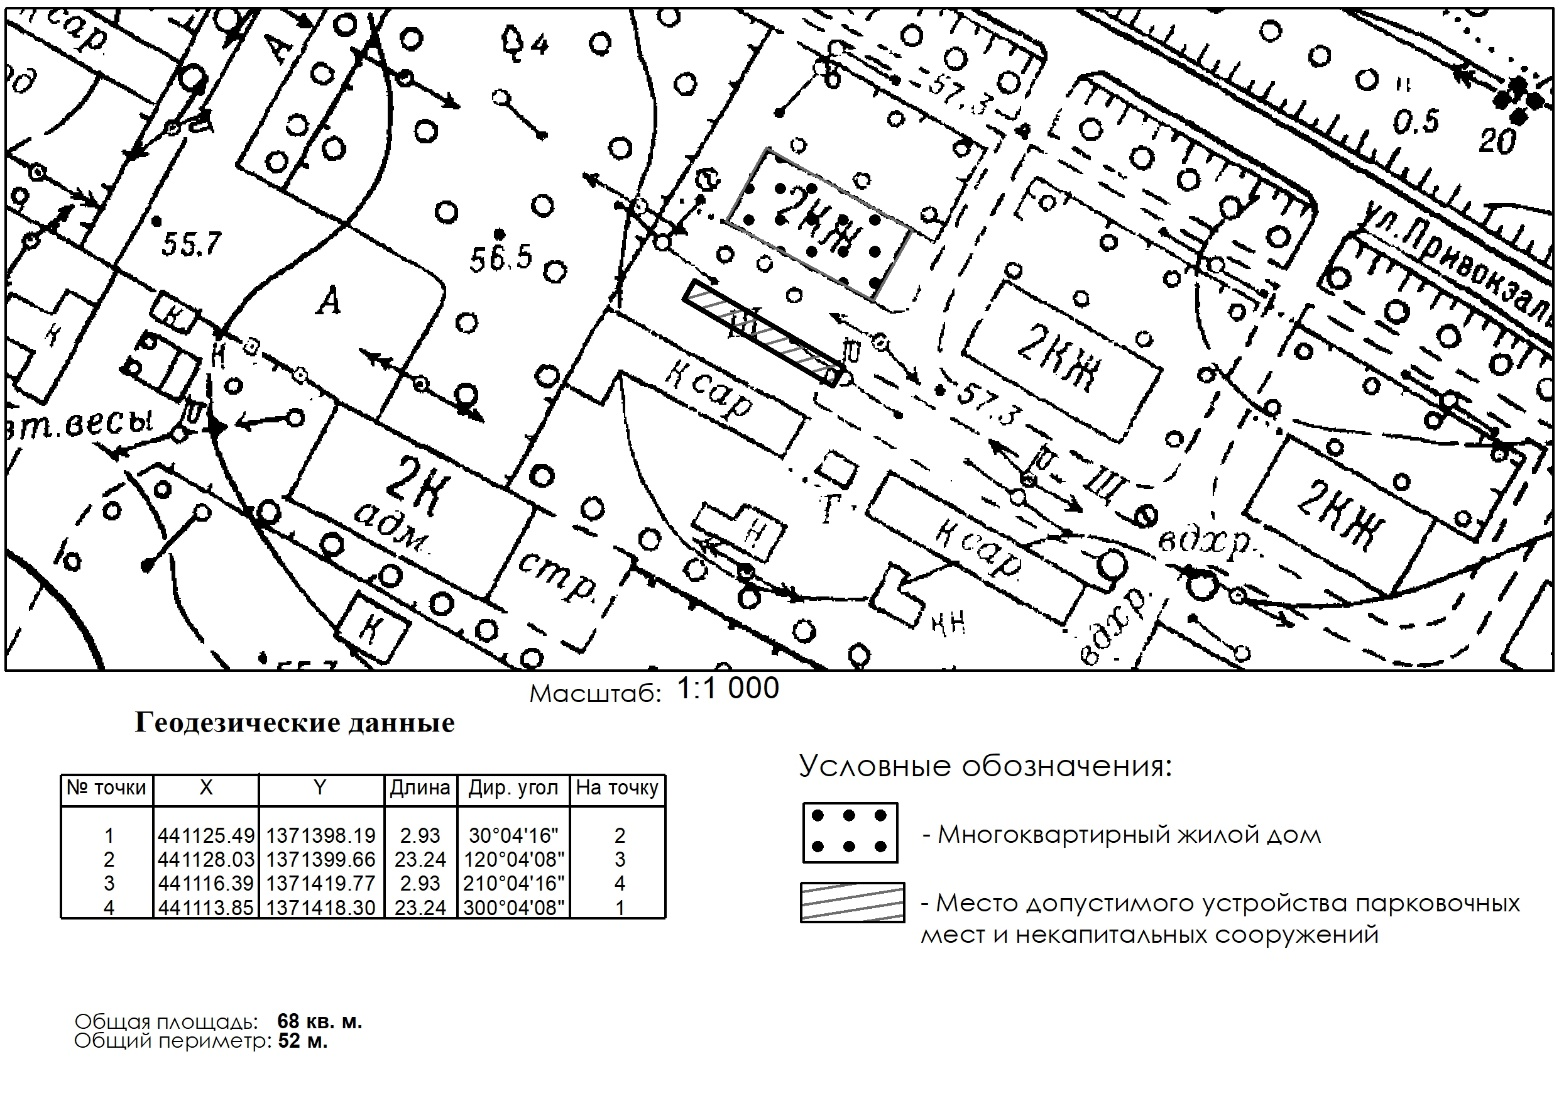 к сар.
А
4
57.3
0.5
20
2КЖ
55.7
56.5
ул.Привокзаль
А
К
к
Ш
ш
2КЖ
к сар
57.3
вт.весы
2К
адм.
стр.
Щ
2КЖ
Т
к сар.
Н
вдхр.
вдхр.
КН
К
55.7
Масштаб: 1:1 000
Геодезические данные
№ точки X Y Длина Дир. угол На точку
1 441125.49 1371398.19 2.93 30°04'16" 2
2 441128.03 1371399.66 23.24 120°04'08" 3
3 441116.39 1371419.77 2.93 210°04'16" 4
4 441113.85 1371418.30 23.24 300°04'08" 1
Условные обозначения:
- Многоквартирный жилой дом
- Место допустимого устройства парковочных
мест и некапитальных сооружений
Общая площадь: 68 кв. м.
Общий периметр: 52 м.